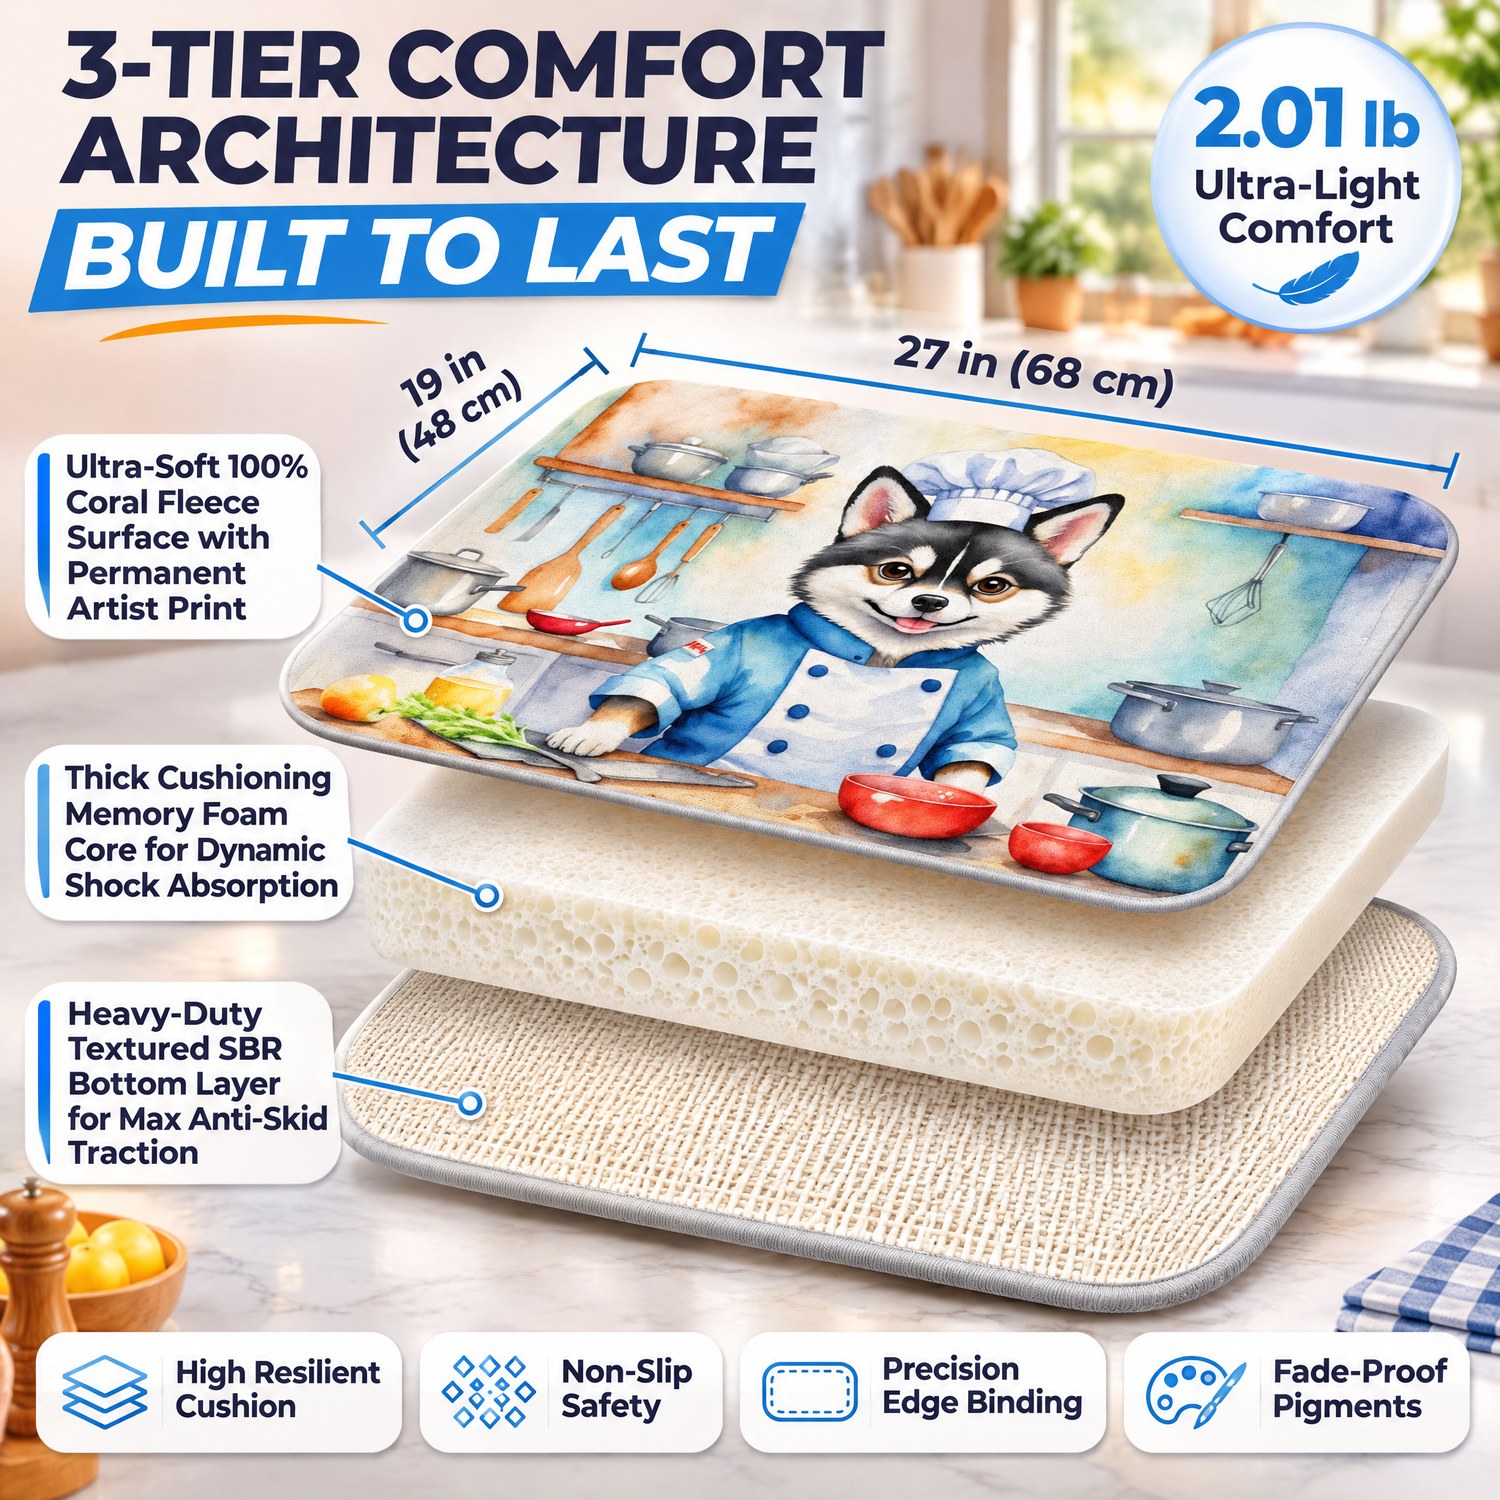 3-TIER COMFORT
ARCHITECTURE
BUILT TO LAST
2.01 lb
Ultra-Light
Comfort
19 in
(48 cm)
27 in (68 cm)
Ultra-Soft 100%
Coral Fleece
Surface with
Permanent
Artist Print
Thick Cushioning
Memory Foam
Core for Dynamic
Shock Absorption
Heavy-Duty
Textured SBR
Bottom Layer
for Max Anti-Skid
Traction
High Resilient
Cushion
Non-Slip
Safety
Precision
Edge Binding
Fade-Proof
Pigments